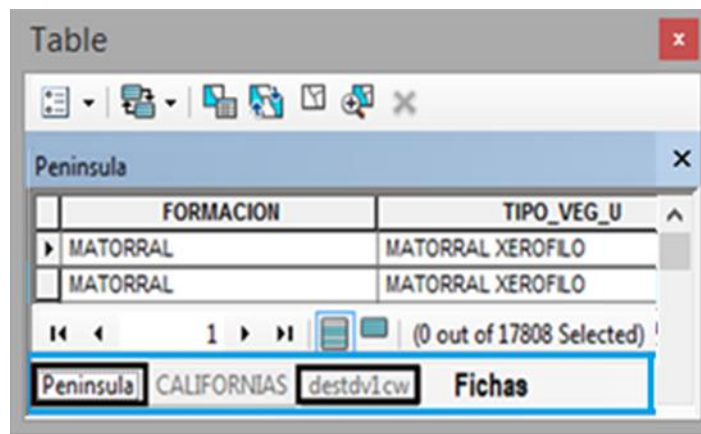 Table
Peninsula
FORMACION TIPO_VEG_U
MATORRAL MATORRAL XEROFILO
MATORRAL MATORRAL XEROFILO
1 (0 out of 17808 Selected)
Peninsula CALIFORNIAS destdv1cw Fichas